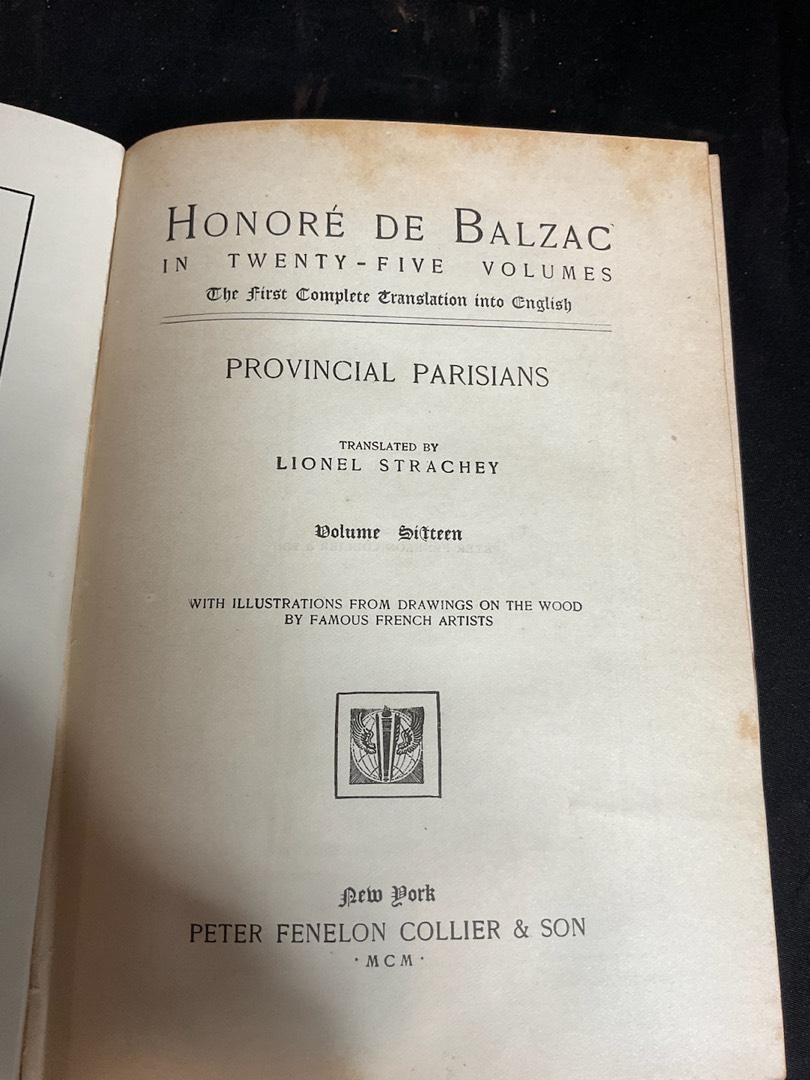 HONORÉ DE BALZAC
IN TWENTY-FIVE VOLUMES
The First Complete Translation into English
PROVINCIAL PARISIANS
TRANSLATED BY
LIONEL STRACHEY
Volume Sixteen
WITH ILLUSTRATIONS FROM DRAWINGS ON THE WOOD
BY FAMOUS FRENCH ARTISTS
New York
PETER FENELON COLLIER & SON
·MCM·